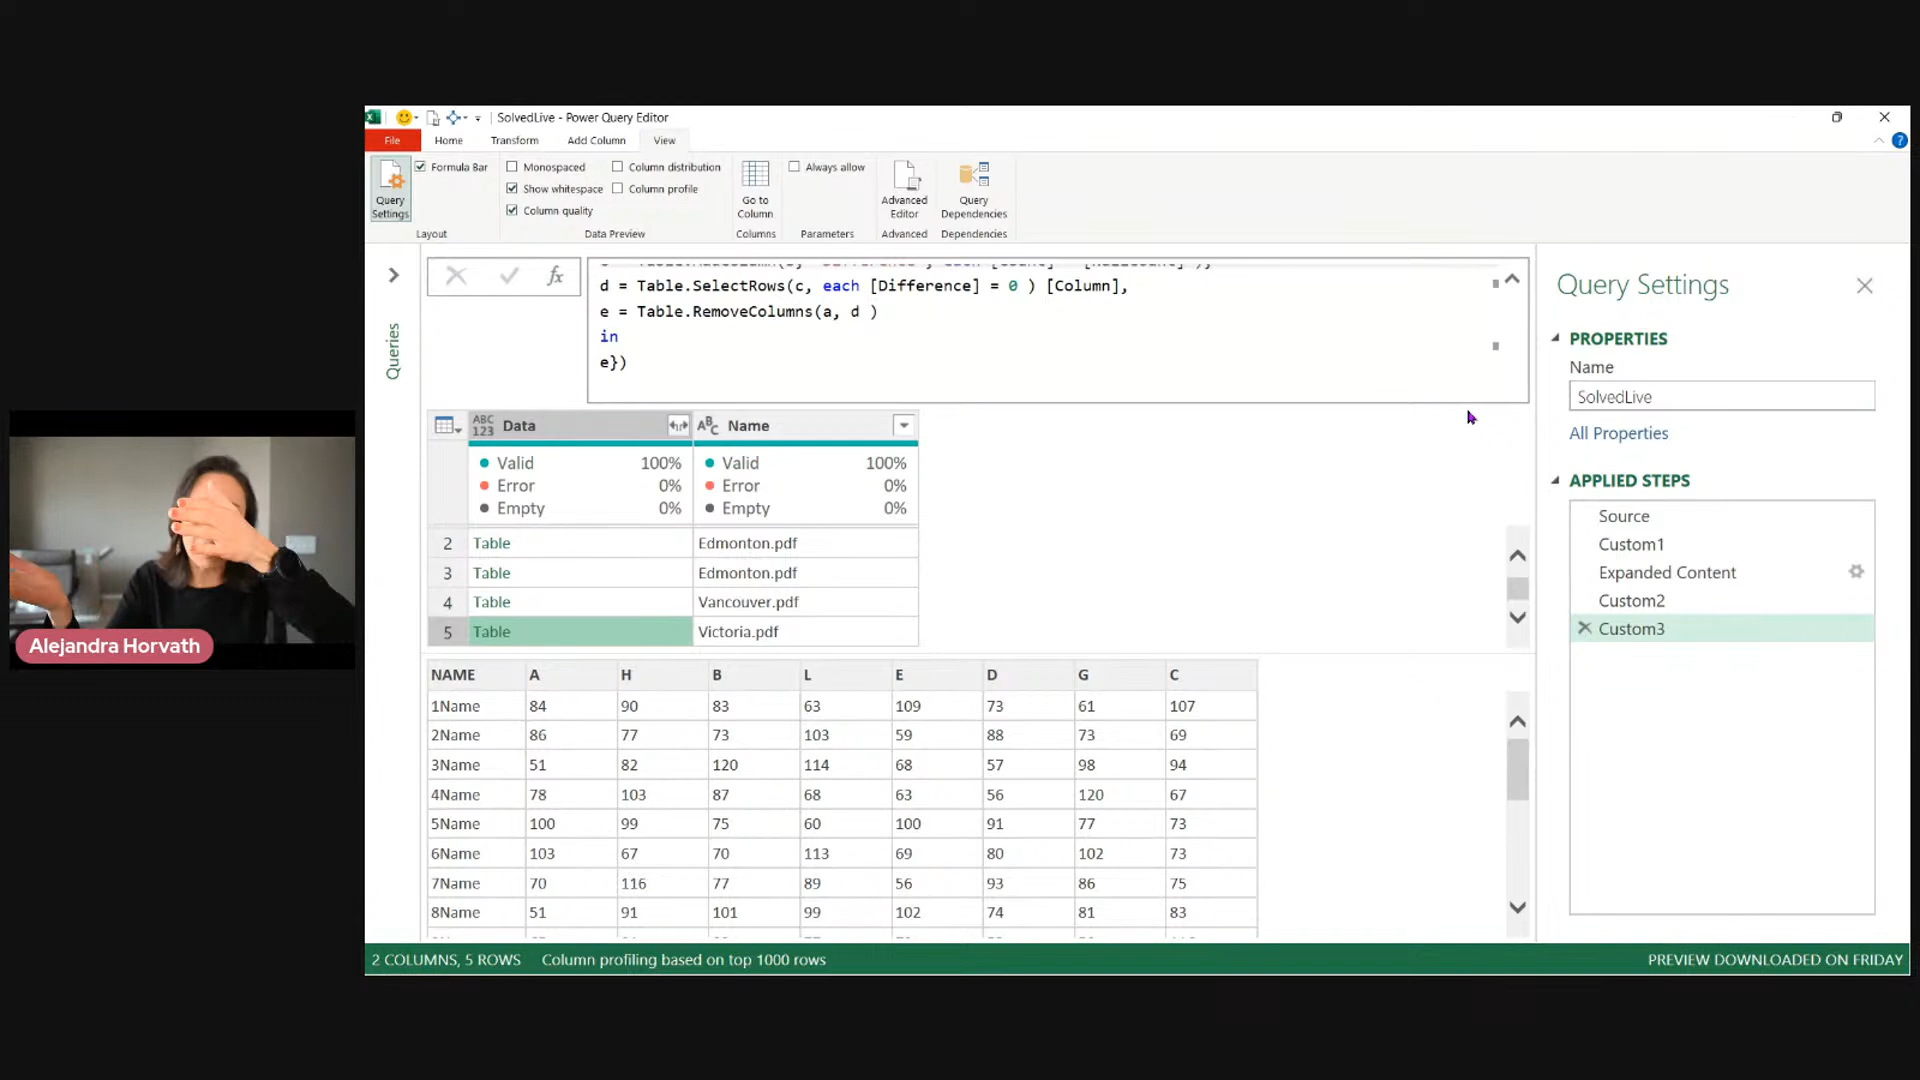 SolvedLive - Power Query Editor
File
Home
Transform
Add Column
View
Query Settings
Formula Bar
Layout
Monospaced
Show whitespace
Column quality
Column distribution
Column profile
Data Preview
Go to Column
Columns
Always allow
Parameters
Advanced Editor
Advanced
Query Dependencies
Dependencies
Queries
fx
d = Table.SelectRows(c, each [Difference] = 0 ) [Column],
e = Table.RemoveColumns(a, d )
in
e})
ABC 123 Data
ABC Name
Valid 100% Valid 100%
Error 0% Error 0%
Empty 0% Empty 0%
2 Table Edmonton.pdf
3 Table Edmonton.pdf
4 Table Vancouver.pdf
5 Table Victoria.pdf
NAME A H B L E D G C
1Name 84 90 83 63 109 73 61 107
2Name 86 77 73 103 59 88 73 69
3Name 51 82 120 114 68 57 98 94
4Name 78 103 87 68 63 56 120 67
5Name 100 99 75 60 100 91 77 73
6Name 103 67 70 113 69 80 102 73
7Name 70 116 77 89 56 93 86 75
8Name 51 91 101 99 102 74 81 83
Query Settings
PROPERTIES
Name
SolvedLive
All Properties
APPLIED STEPS
Source
Custom1
Expanded Content
Custom2
Custom3
2 COLUMNS, 5 ROWS
Column profiling based on top 1000 rows
PREVIEW DOWNLOADED ON FRIDAY
Alejandra Horvath